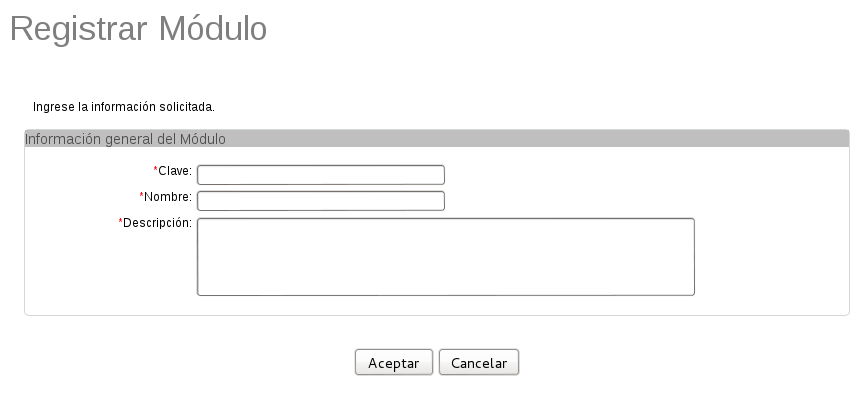 Registrar Módulo
Ingrese la información solicitada.
Información general del Módulo
*Clave:
*Nombre:
*Descripción:
Aceptar Cancelar